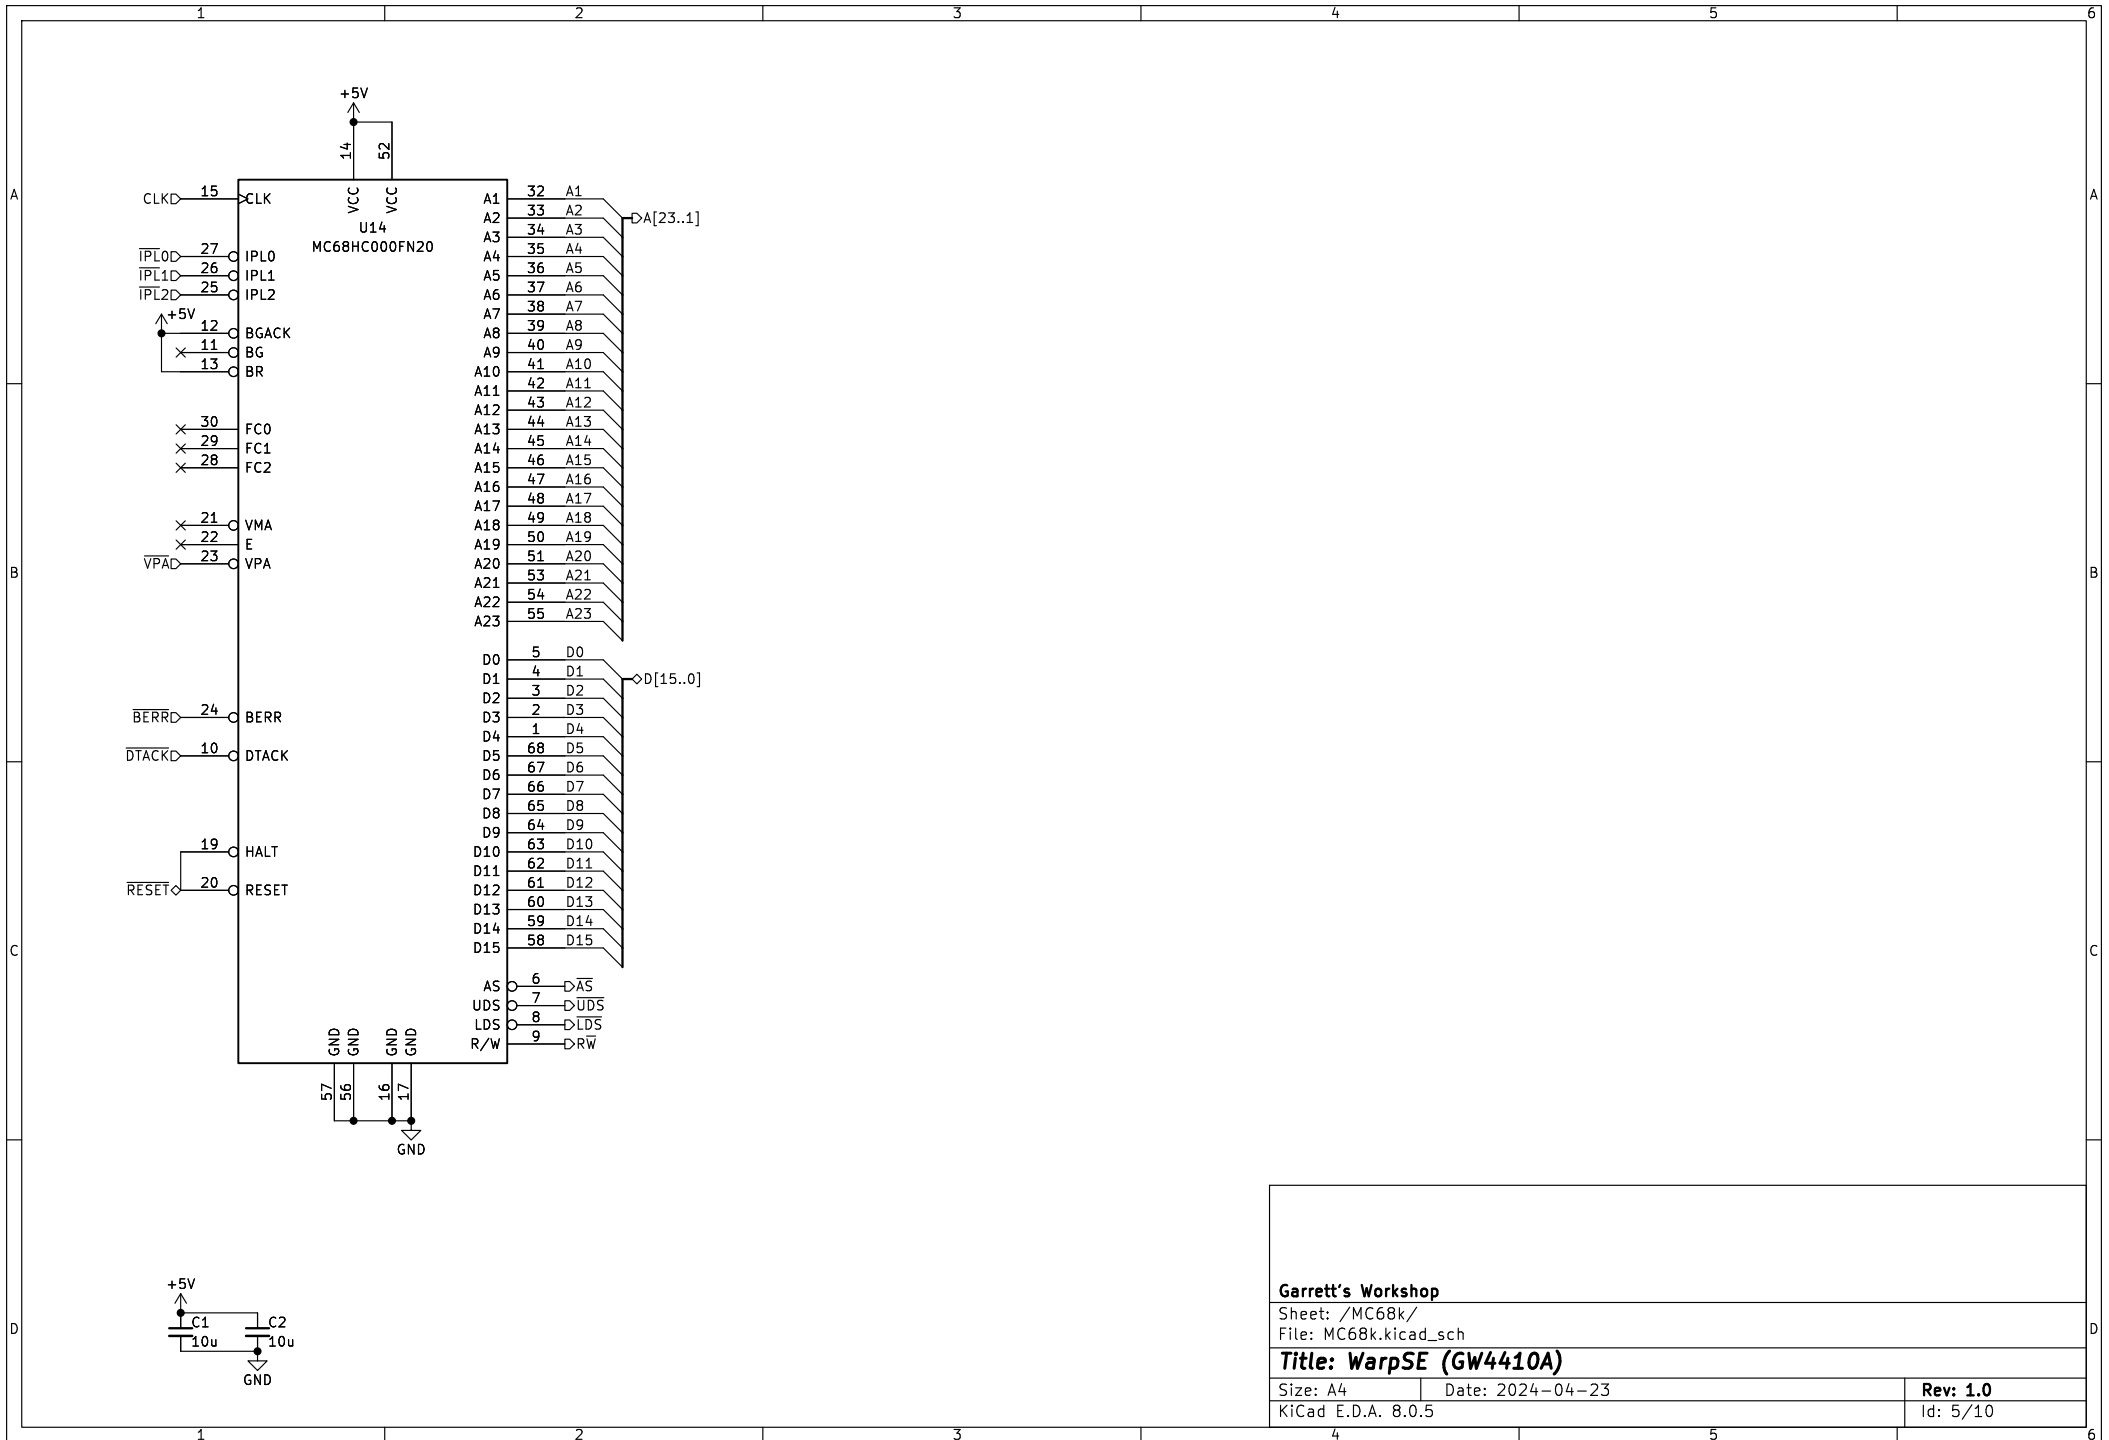 1 2 3 4 5 6
+5V
14 52
VCC VCC
U14
MC68HC000FN20
A A
CLK 15 CLK
IPL0 27 IPL0
IPL1 26 IPL1
IPL2 25 IPL2
+5V
12 BGACK
11 BG
13 BR
30 FC0
29 FC1
28 FC2
21 VMA
22 E
VPA 23 VPA
B B
BERR 24 BERR
DTACK 10 DTACK
19 HALT
RESET 20 RESET
A1 32 A1
A[23..1]
A2 33 A2
A3 34 A3
A4 35 A4
A5 36 A5
A6 37 A6
A7 38 A7
A8 39 A8
A9 40 A9
A10 41 A10
A11 42 A11
A12 43 A12
A13 44 A13
A14 45 A14
A15 46 A15
A16 47 A16
A17 48 A17
A18 49 A18
A19 50 A19
A20 51 A20
A21 53 A21
A22 54 A22
A23 55 A23
D0 5 D0
D[15..0]
D1 4 D1
D2 3 D2
D3 2 D3
D4 1 D4
D5 68 D5
D6 67 D6
D7 66 D7
D8 65 D8
D9 64 D9
D10 63 D10
D11 62 D11
D12 61 D12
D13 60 D13
D14 59 D14
D15 58 D15
C C
AS 6 AS
UDS 7 UDS
LDS 8 LDS
R/W 9 RW
GND GND GND GND
57 56 16 17
GND
+5V
C1 C2
10u 10u
GND
D D
Garrett's Workshop
Sheet: /MC68k/
File: MC68k.kicad_sch
Title: WarpSE (GW4410A)
Size: A4 Date: 2024-04-23 Rev: 1.0
KiCad E.D.A. 8.0.5 Id: 5/10
1 2 3 4 5 6